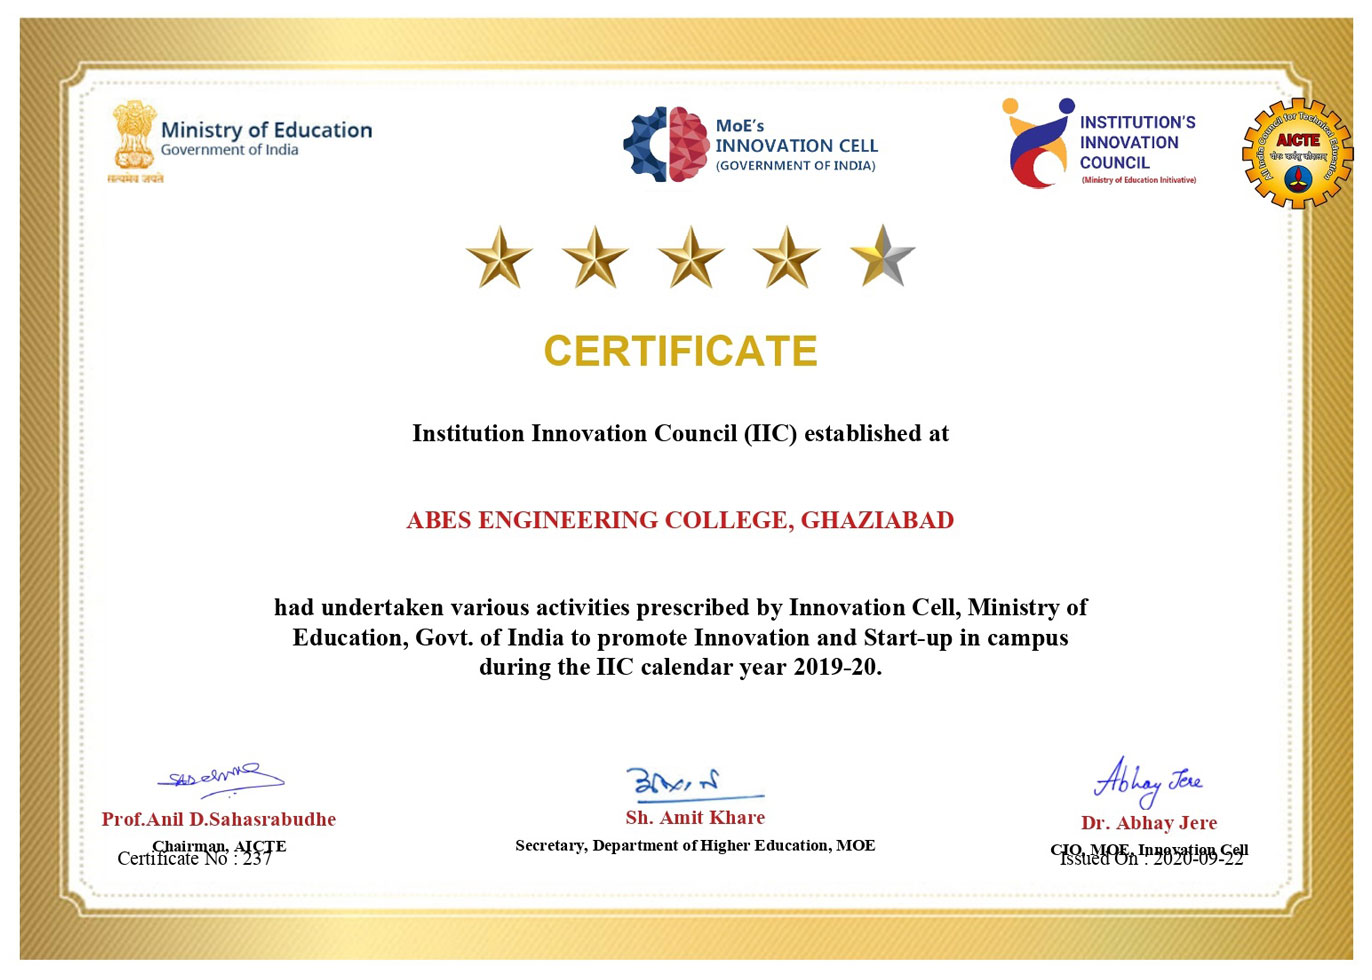 Ministry of Education
Government of India
सत्यमेव जयते
MoE's
INNOVATION CELL
(GOVERNMENT OF INDIA)
INSTITUTION'S
INNOVATION
COUNCIL
(Ministry of Education Initivative)
All India Council for Technical Education
AICTE
योगः कर्मसु कौशलम्
CERTIFICATE
Institution Innovation Council (IIC) established at
ABES ENGINEERING COLLEGE, GHAZIABAD
had undertaken various activities prescribed by Innovation Cell, Ministry of
Education, Govt. of India to promote Innovation and Start-up in campus
during the IIC calendar year 2019-20.
Abhay Jere
Prof.Anil D.Sahasrabudhe
Sh. Amit Khare
Dr. Abhay Jere
Chairman, AICTE
Secretary, Department of Higher Education, MOE
CIO, MOE, Innovation Cell
Certificate No : 237
Issued On : 2020-09-22